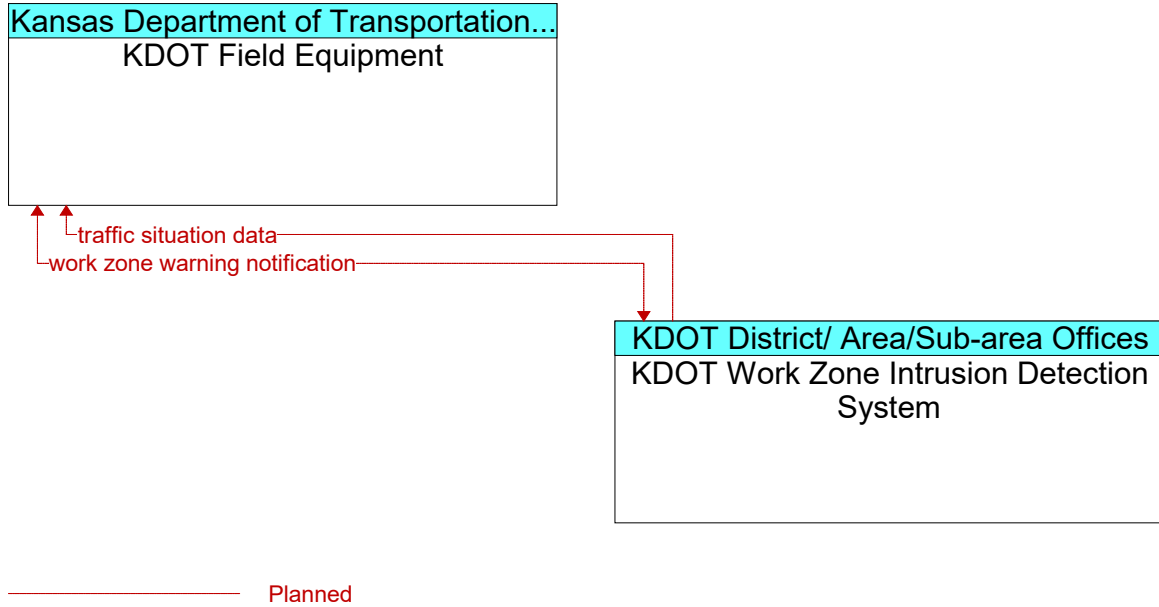 Kansas Department of Transportation...
KDOT Field Equipment
traffic situation data
work zone warning notification
KDOT District/ Area/Sub-area Offices
KDOT Work Zone Intrusion Detection
System
Planned